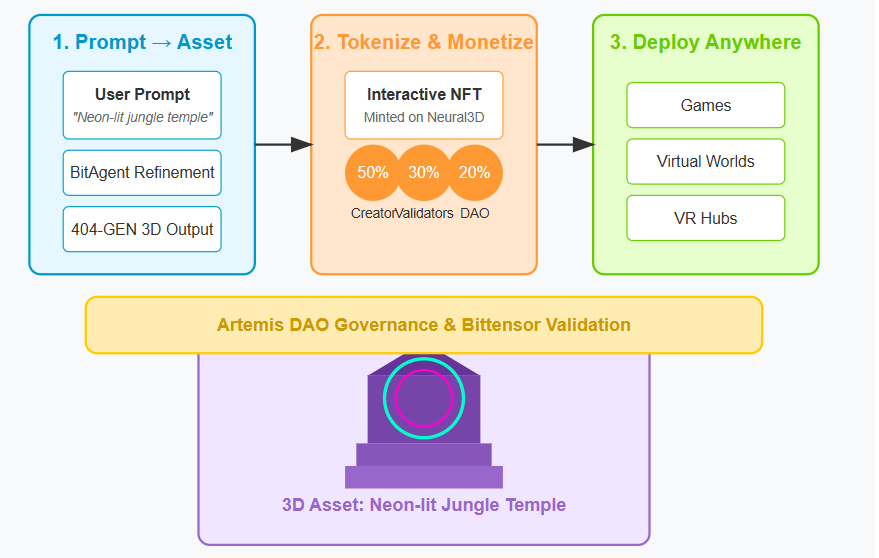 1. Prompt → Asset
User Prompt
"Neon-lit jungle temple"
BitAgent Refinement
404-GEN 3D Output
2. Tokenize & Monetize
Interactive NFT
Minted on Neural3D
50% 30% 20%
Creator Validators DAO
3. Deploy Anywhere
Games
Virtual Worlds
VR Hubs
Artemis DAO Governance & Bittensor Validation
3D Asset: Neon-lit Jungle Temple